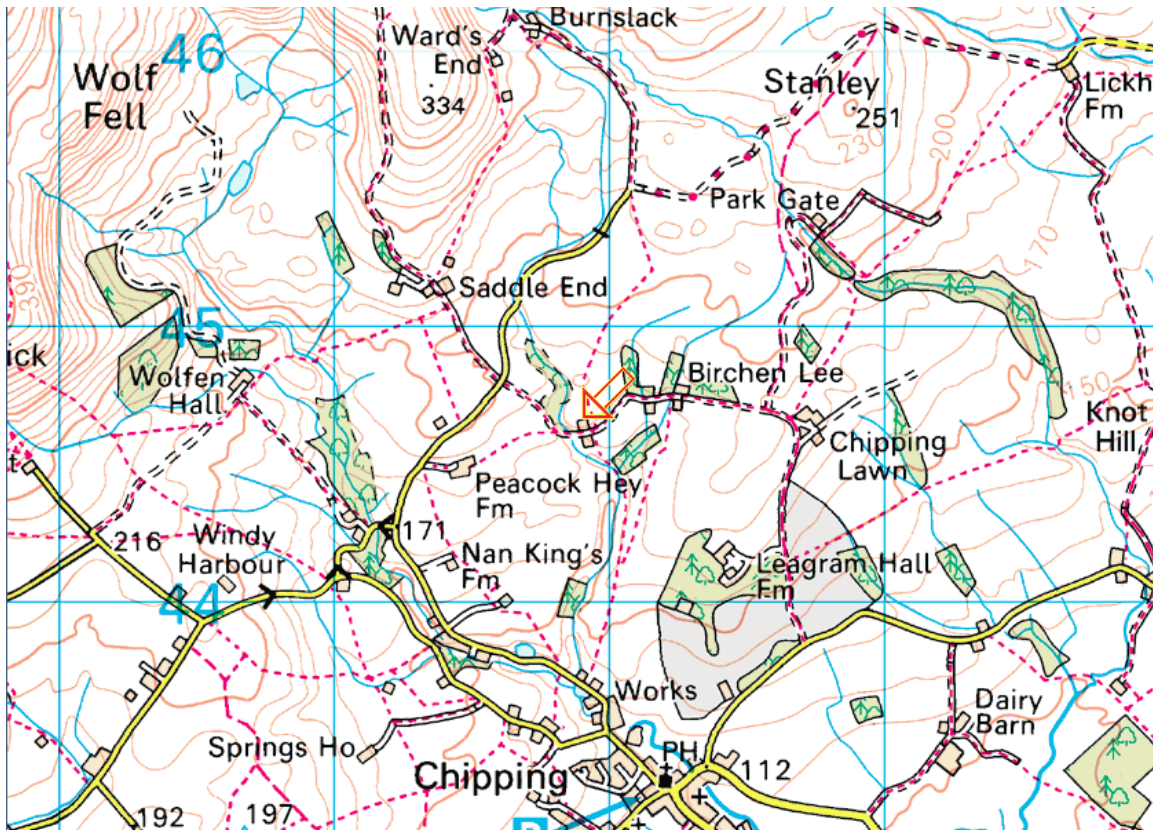 Burnslack
Ward's
End
46
Wolf
Fell
334
Stanley
251
Lickh
Fm
230
200
Park Gate
170
Saddle End
390
45
ick
Wolfen
Hall
Birchen Lee
150
Knot
Hill
Chipping
Lawn
t
Peacock Hey
Fm
171
216
Windy
Harbour
Nan King's
Fm
Leagram Hall
Fm
44
Works
Dairy
Barn
Springs Ho
PH
Chipping
112
192
197